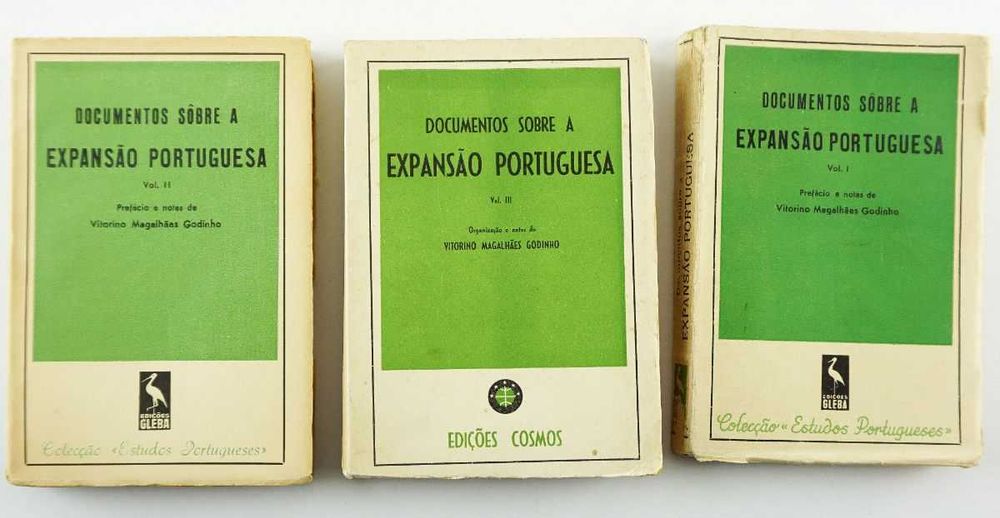 DOCUMENTOS SÔBRE A
EXPANSÃO PORTUGUESA
Vol. II
Prefácio e notas de
Vitorino Magalhães Godinho
EDIÇÕES
GLEBA
Colecção «Estudos Portugueses»
DOCUMENTOS SOBRE A
EXPANSÃO PORTUGUESA
Vol. III
Organização e notas de
VITORINO MAGALHÃES GODINHO
EDIÇÕES COSMOS
Documentos sôbre a
EXPANSÃO PORTUGUESA
DOCUMENTOS SÔBRE A
EXPANSÃO PORTUGUESA
Vol. I
Prefácio e notas de
Vitorino Magalhães Godinho
EDIÇÕES
GLEBA
Colecção «Estudos Portugueses»